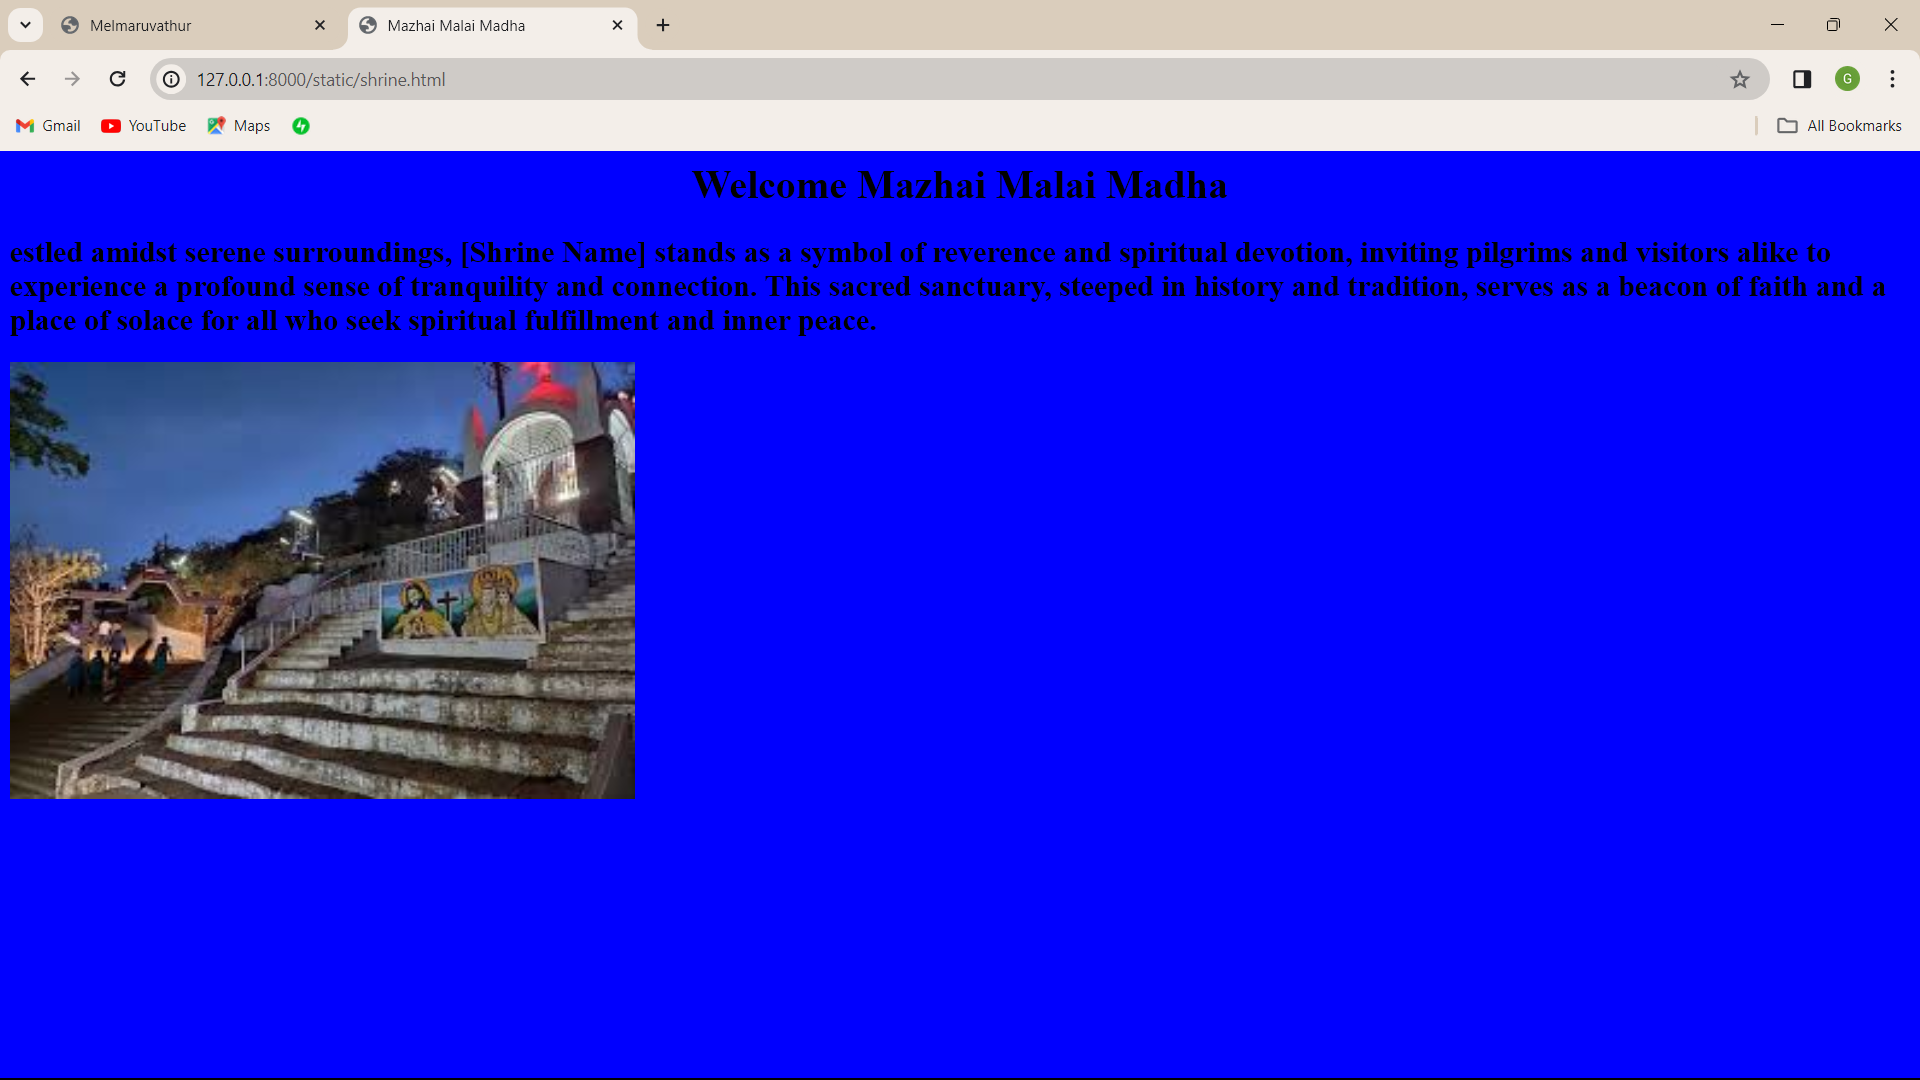 Melmaruvathur
Mazhai Malai Madha
127.0.0.1:8000/static/shrine.html
G
Gmail
YouTube
Maps
All Bookmarks
Welcome Mazhai Malai Madha
estled amidst serene surroundings, [Shrine Name] stands as a symbol of reverence and spiritual devotion, inviting pilgrims and visitors alike to
experience a profound sense of tranquility and connection. This sacred sanctuary, steeped in history and tradition, serves as a beacon of faith and a
place of solace for all who seek spiritual fulfillment and inner peace.